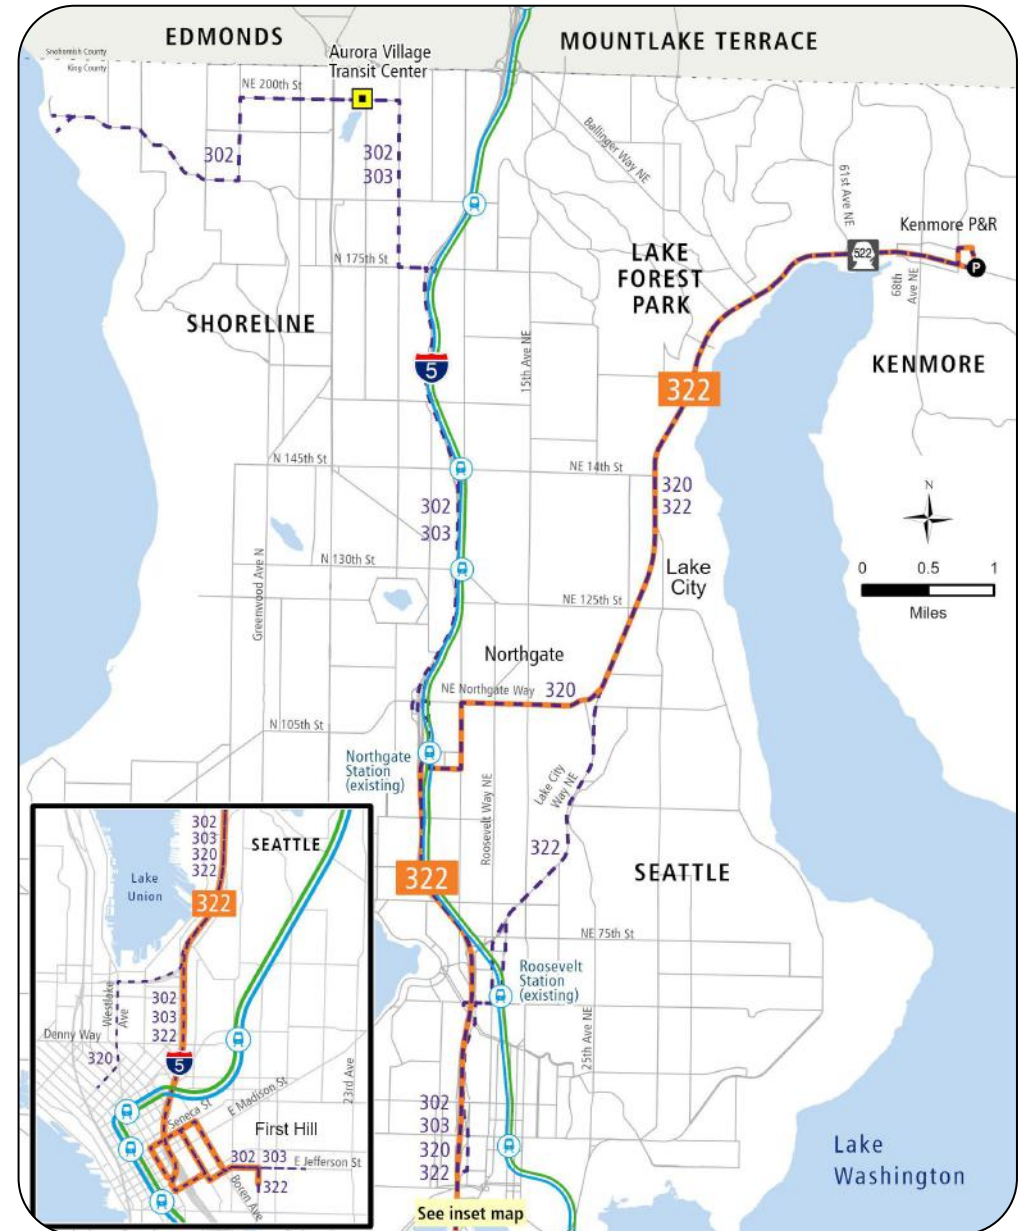 EDMONDS
MOUNTLAKE TERRACE
Snohomish County
King County
Aurora Village
Transit Center
NE 200th St
302
302
303
Ballinger Way NE
61st Ave NE
Kenmore P&R
522
P
68th
Ave NE
N 175th St
LAKE
FOREST
PARK
SHORELINE
15th Ave NE
5
KENMORE
322
N 145th St
NE 14th St
320
322
302
303
N
0 0.5 1
Miles
N 130th St
Lake
City
NE 125th St
Greenwood Ave N
Northgate
NE Northgate Way
320
N 105th St
Northgate
Station
(existing)
Roosevelt Way NE
Lake City
Way NE
322
322
SEATTLE
NE 75th St
Roosevelt
Station
(existing)
25th Ave NE
302
303
320
322
Lake
Washington
See inset map
302
303
320
322
SEATTLE
Lake
Union
322
Westlake
Ave
302
303
322
Denny Way
320
5
23rd Ave
Seneca St
E Madison St
First Hill
302 303
E Jefferson St
322
Boren Ave